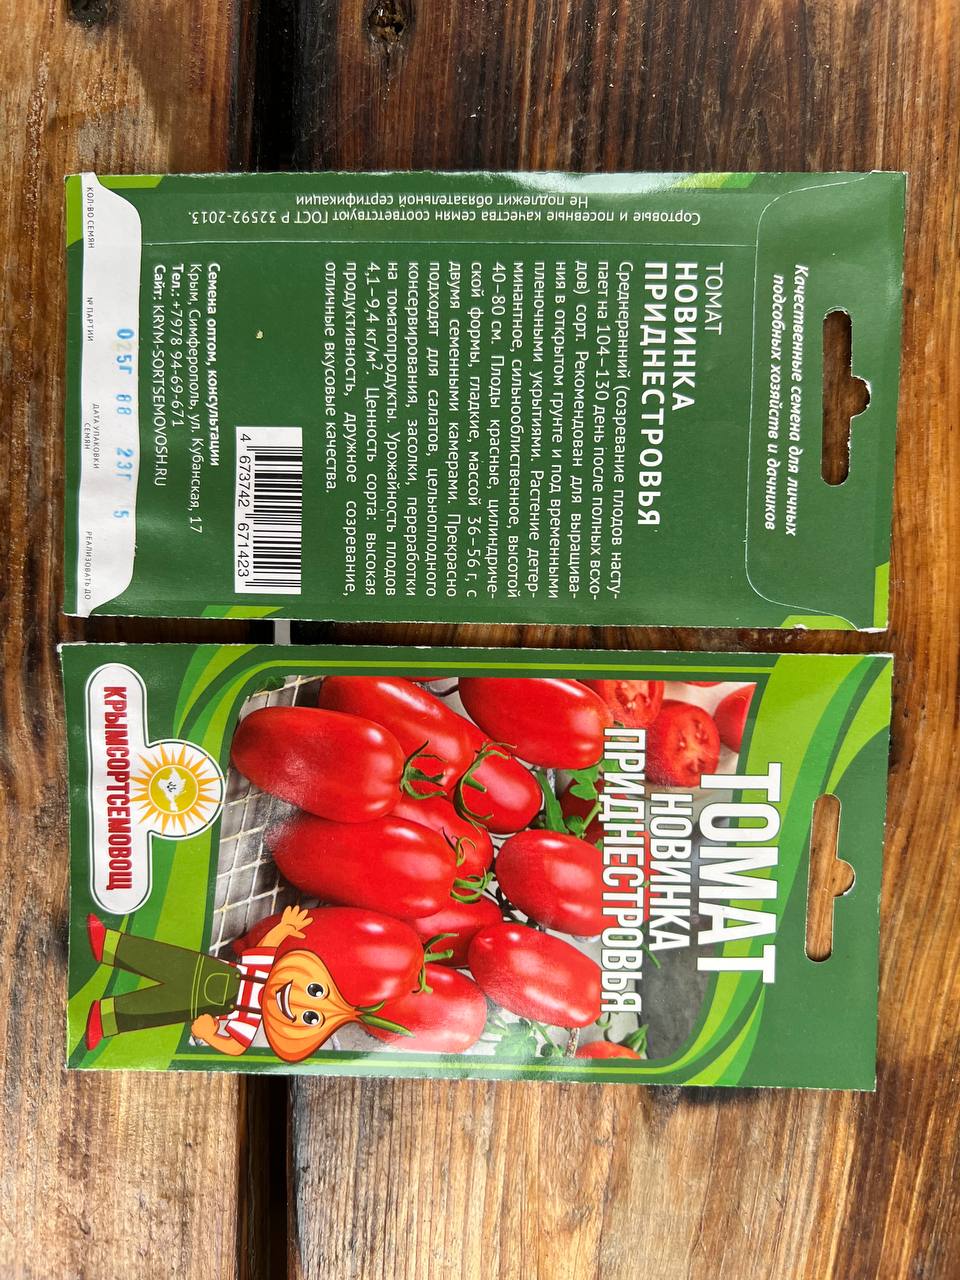 Качественные семена для личных
подсобных хозяйств и дачников
ТОМАТ
НОВИНКА
ПРИДНЕСТРОВЬЯ
Среднеранний (созревание плодов насту-
пает на 104–130 день после полных всхо-
дов) сорт. Рекомендован для выращива-
ния в открытом грунте и под временными
пленочными укрытиями. Растение детер-
минантное, сильнооблиственное, высотой
40–80 см. Плоды красные, цилиндриче-
ской формы, гладкие, массой 36–56 г, с
двумя семенными камерами. Прекрасно
подходят для салатов, цельноплодного
консервирования, засолки, переработки
на томатопродукты. Урожайность плодов
4,1–9,4 кг/м². Ценность сорта: высокая
продуктивность, дружное созревание,
отличные вкусовые качества.
4 673742 671423
Семена оптом, консультации
Крым, Симферополь, ул. Кубанская, 17
Тел.: +7978 94-69-671
Сайт: KRYM-SORTSEMOVOSH.RU
Сортовые и посевные качества семян соответствуют ГОСТ Р 32592-2013.
Не подлежит обязательной сертификации
КОЛ-ВО СЕМЯН
№ ПАРТИИ
ДАТА УПАКОВКИ
СЕМЯН
РЕАЛИЗОВАТЬ ДО
88 23Г
ТОМАТ
НОВИНКА
ПРИДНЕСТРОВЬЯ
КРЫМСОРТСЕМОВОЩ